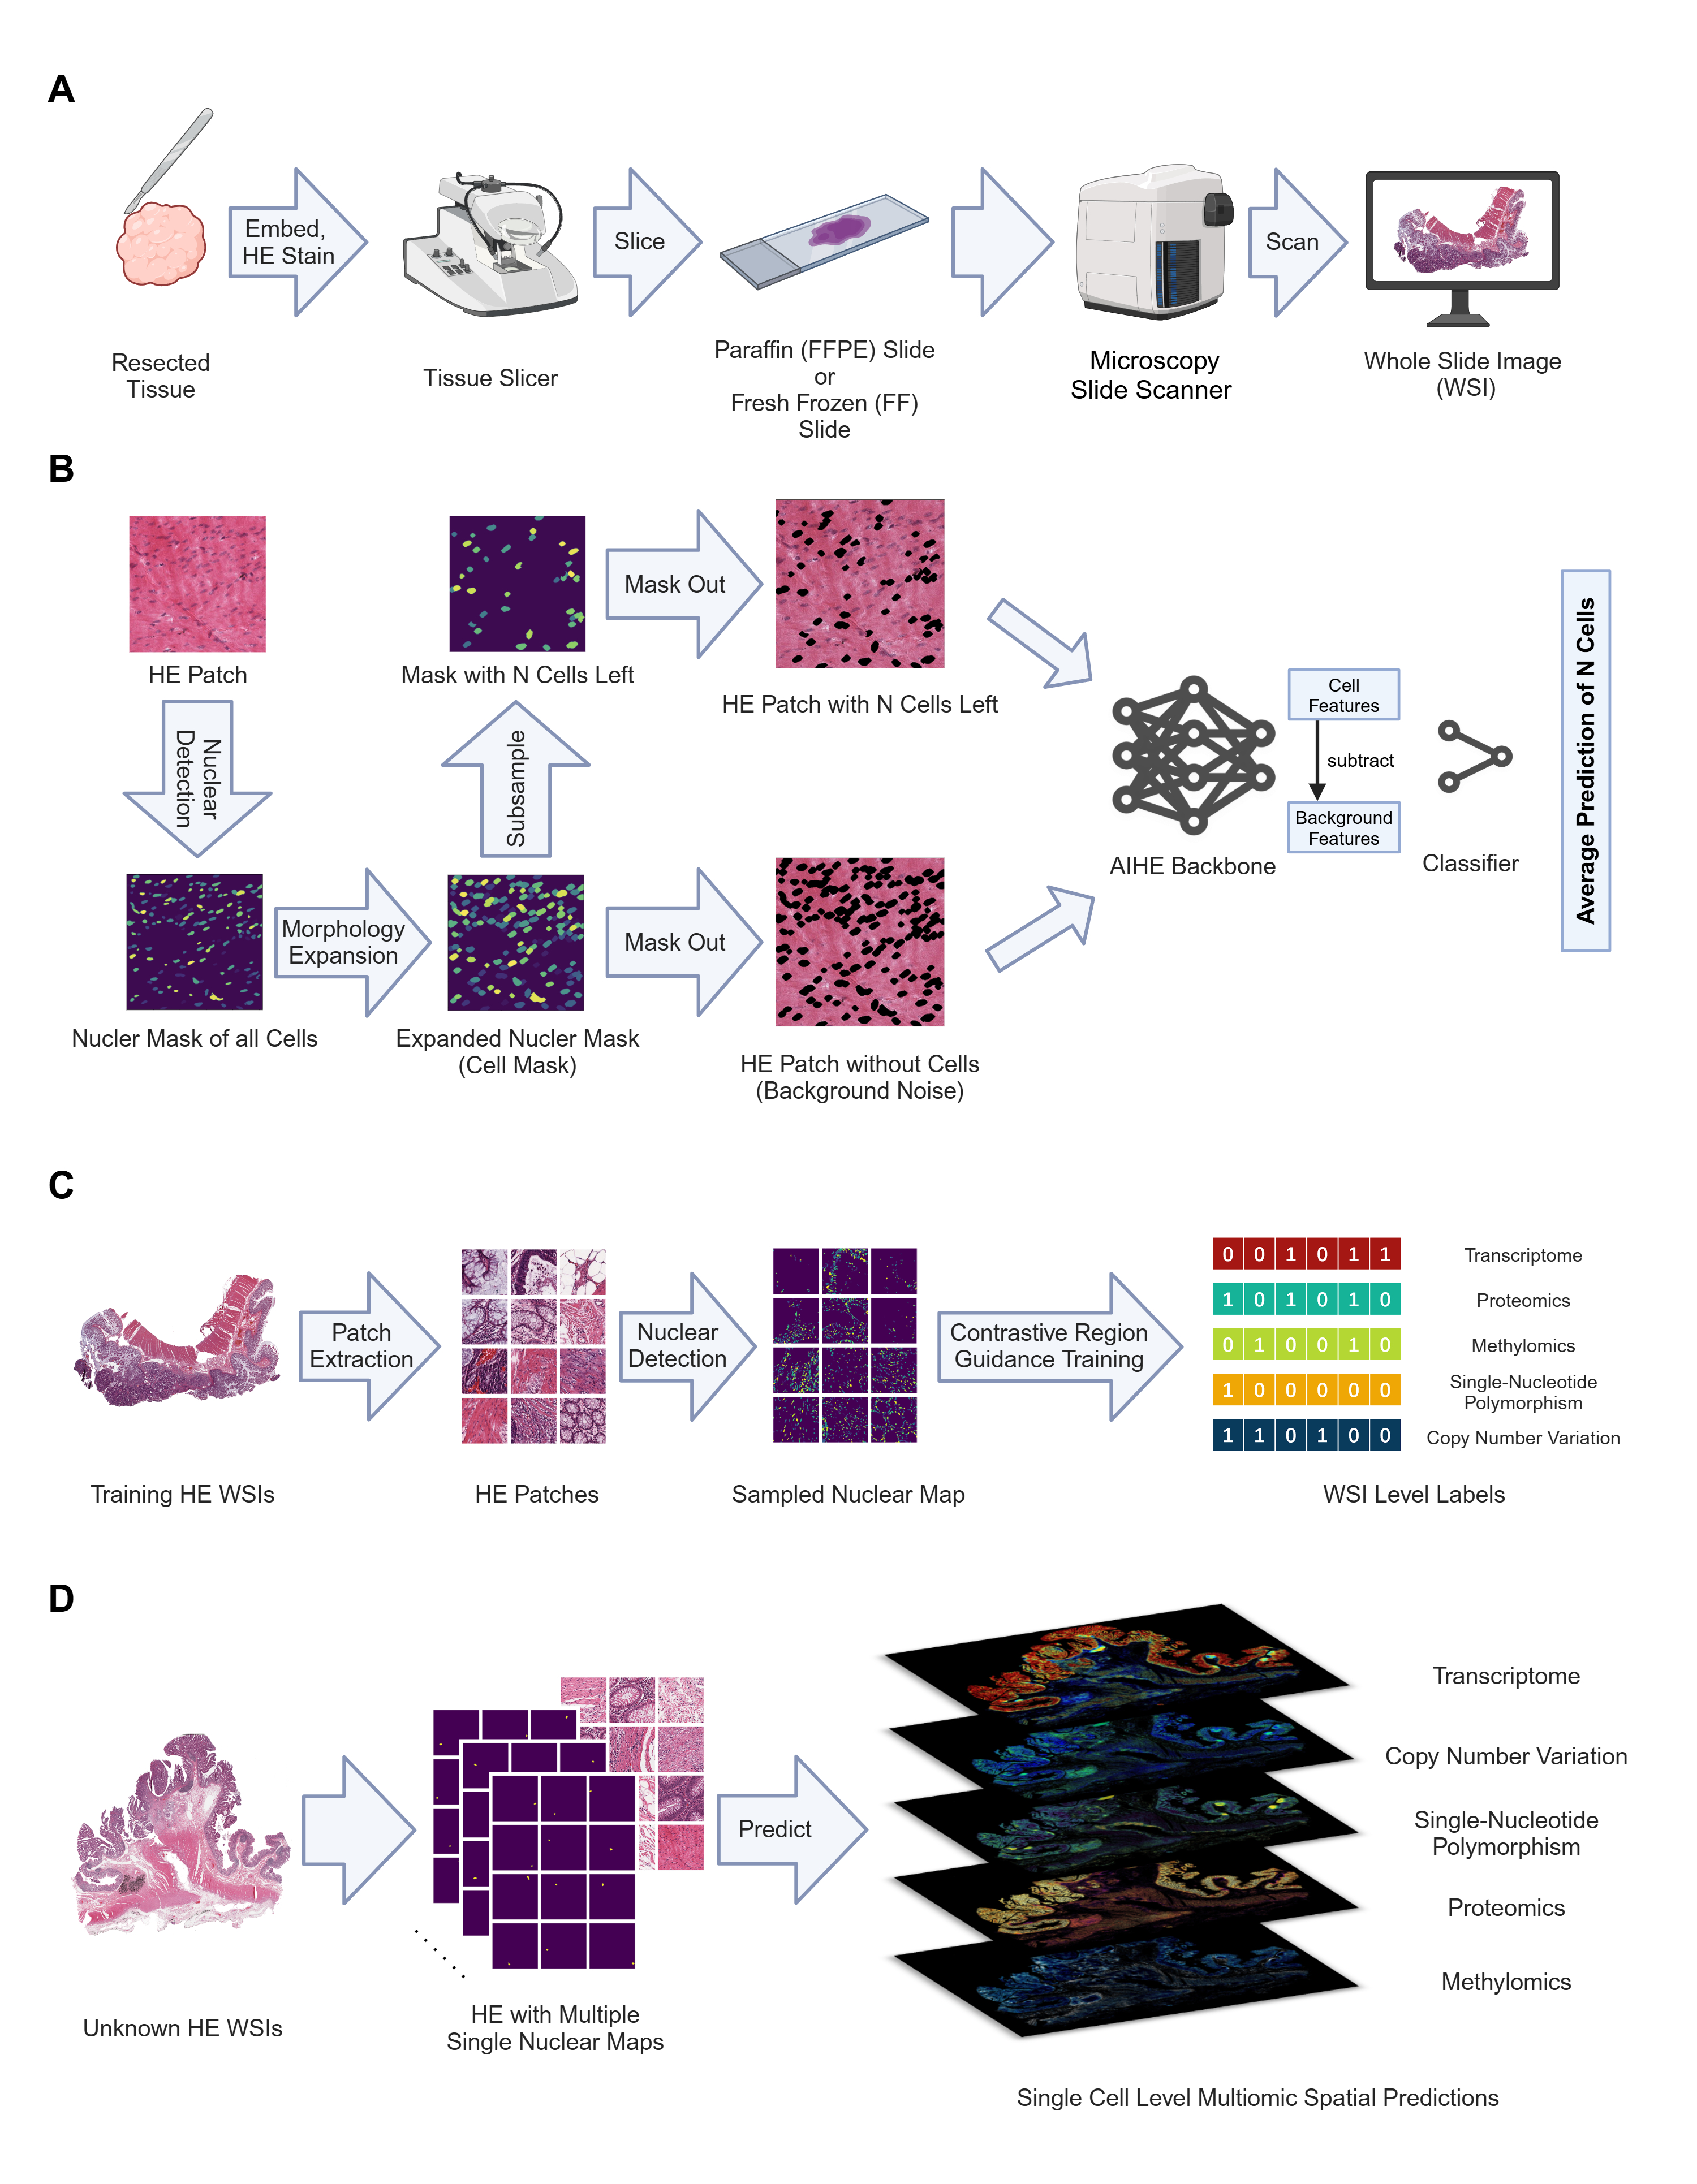 A
Embed,
HE Stain
Slice
Scan
Resected
Tissue
Tissue Slicer
Paraffin (FFPE) Slide
or
Fresh Frozen (FF)
Slide
Microscopy
Slide Scanner
Whole Slide Image
(WSI)
B
HE Patch
Mask with N Cells Left
Mask Out
HE Patch with N Cells Left
Nuclear
Detection
Subsample
Nucler Mask of all Cells
Morphology
Expansion
Expanded Nucler Mask
(Cell Mask)
Mask Out
HE Patch without Cells
(Background Noise)
AIHE Backbone
Cell
Features
subtract
Background
Features
Classifier
Average Prediction of N Cells
C
Training HE WSIs
Patch
Extraction
HE Patches
Nuclear
Detection
Sampled Nuclear Map
Contrastive Region
Guidance Training
0 0 1 0 1 1
Transcriptome
1 0 1 0 1 0
Proteomics
0 1 0 0 1 0
Methylomics
1 0 0 0 0 0
Single-Nucleotide
Polymorphism
1 1 0 1 0 0
Copy Number Variation
WSI Level Labels
D
Unknown HE WSIs
HE with Multiple
Single Nuclear Maps
Predict
Transcriptome
Copy Number Variation
Single-Nucleotide
Polymorphism
Proteomics
Methylomics
Single Cell Level Multiomic Spatial Predictions